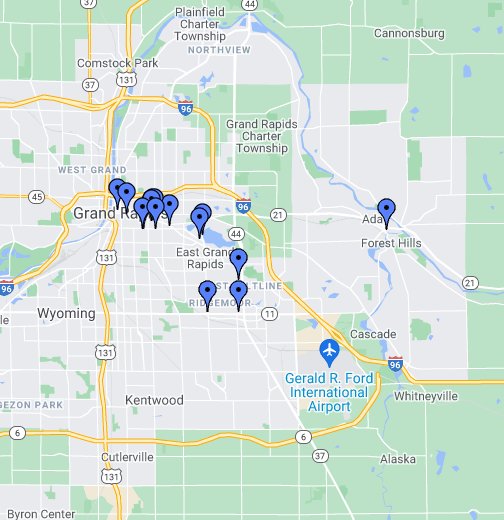 37
44
Plainfield
Charter
Township
Cannonsburg
NORTHVIEW
Comstock Park
131
37
96
Grand Rapids
Charter
Township
WEST GRAND
45
96
21
Ada
Grand Rapids
44
Forest Hills
131
East Grand
Rapids
21
96
RIDGEMOOR
11
Wyoming
Cascade
131
96
Gerald R. Ford
International
Airport
Whitneyville
Kentwood
GEZON PARK
6
6
37
Cutlerville
Alaska
131
Byron Center